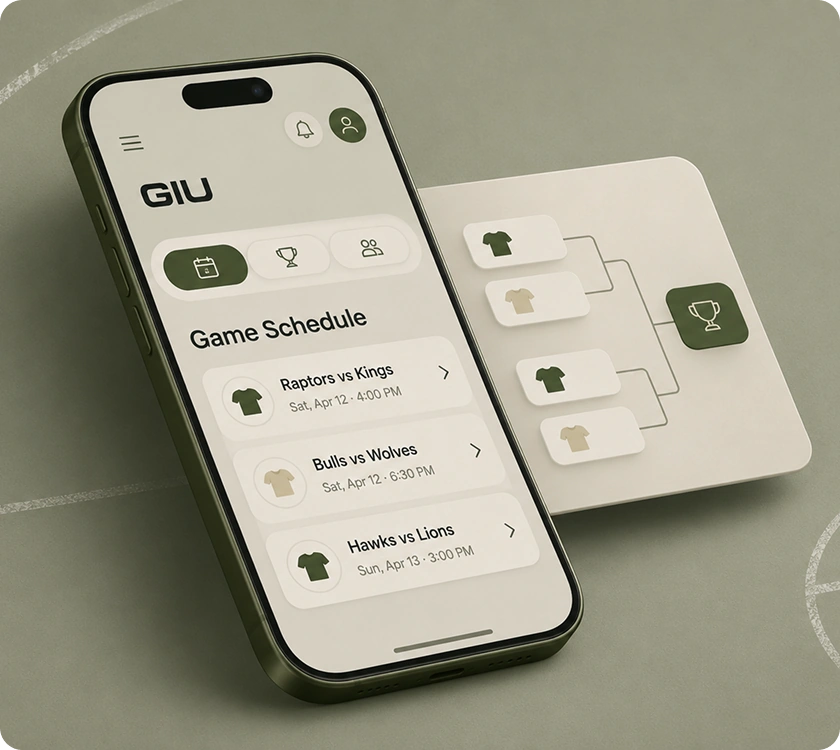 GIU
Game Schedule
Raptors vs Kings
Sat, Apr 12 · 4:00 PM
Bulls vs Wolves
Sat, Apr 12 · 6:30 PM
Hawks vs Lions
Sun, Apr 13 · 3:00 PM